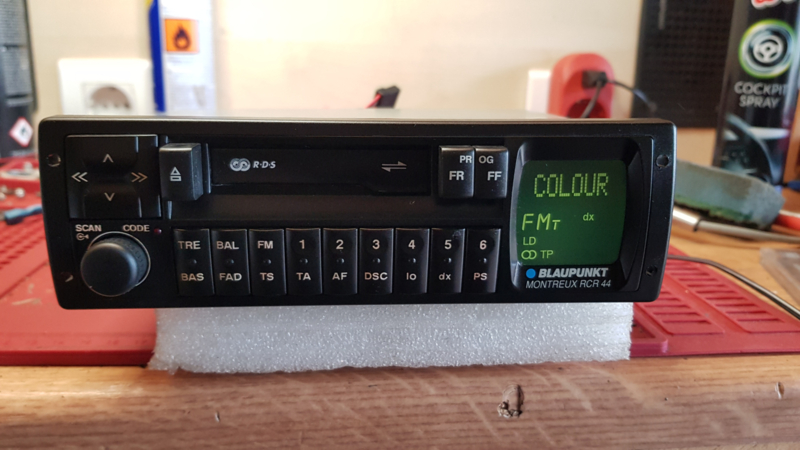 COCKPIT
SPRAY
R·D·S
PR OG
FR FF
SCAN CODE
TRE BAL FM 1 2 3 4 5 6
BAS FAD TS TA AF DSC lo dx PS
COLOUR
FMT dx
LD
TP
BLAUPUNKT
MONTREUX RCR 44